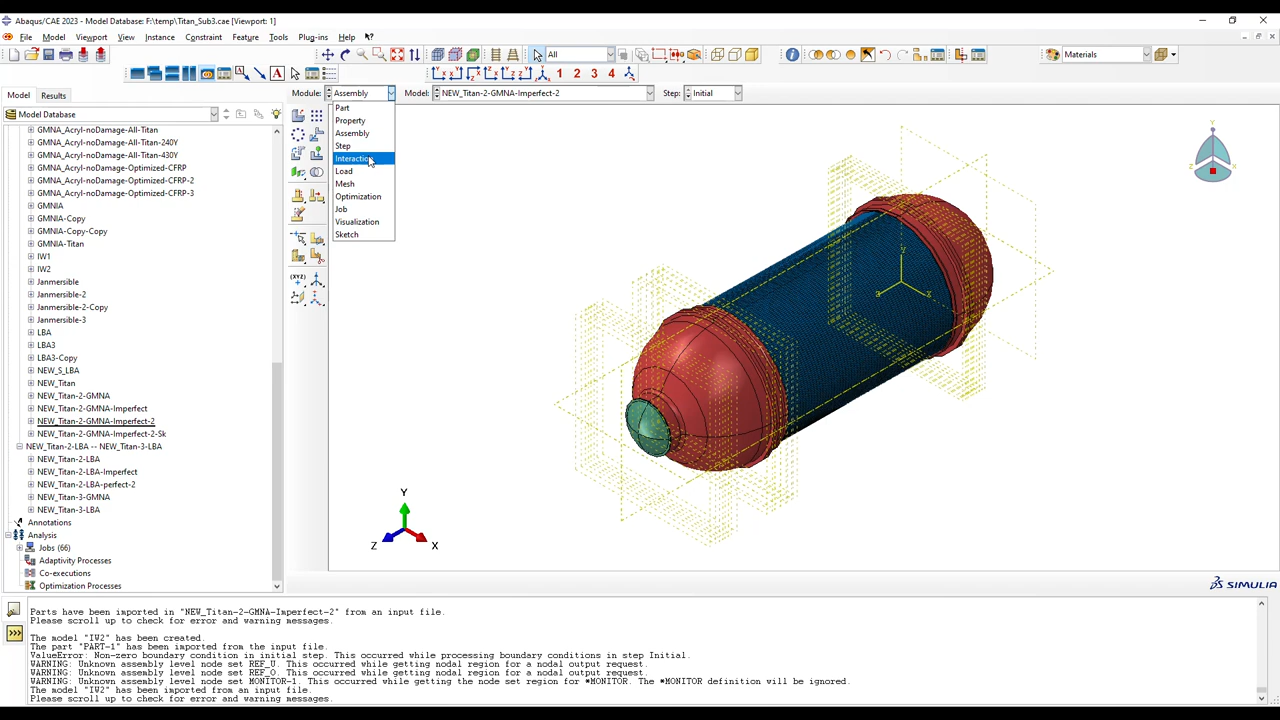 Abaqus/CAE 2023 - Model Database: F:\temp\Titan_Sub3.cae [Viewport: 1]
File Model Viewport View Instance Constraint Feature Tools Plug-ins Help
All
Materials
1 2 3 4
Model Results
Module: Assembly Model: NEW_Titan-2-GMNA-Imperfect-2 Step: Initial
Model Database
Part
Property
Assembly
Step
Interaction
Load
Mesh
Optimization
Job
Visualization
Sketch
GMNA_Acryl-noDamage-All-Titan
GMNA_Acryl-noDamage-All-Titan-240Y
GMNA_Acryl-noDamage-All-Titan-430Y
GMNA_Acryl-noDamage-Optimized-CFRP
GMNA_Acryl-noDamage-Optimized-CFRP-2
GMNA_Acryl-noDamage-Optimized-CFRP-3
GMNIA
GMNIA-Copy
GMNIA-Copy-Copy
GMNIA-Titan
IW1
IW2
Janmersible
Janmersible-2
Janmersible-2-Copy
Janmersible-3
LBA
LBA3
LBA3-Copy
NEW_S_LBA
NEW_Titan
NEW_Titan-2-GMNA
NEW_Titan-2-GMNA-Imperfect
NEW_Titan-2-GMNA-Imperfect-2
NEW_Titan-2-GMNA-Imperfect-2-Sk
NEW_Titan-2-LBA -- NEW_Titan-3-LBA
NEW_Titan-2-LBA
NEW_Titan-2-LBA-Imperfect
NEW_Titan-2-LBA-perfect-2
NEW_Titan-3-GMNA
NEW_Titan-3-LBA
Annotations
Analysis
Jobs (66)
Adaptivity Processes
Co-executions
Optimization Processes
(XYZ)
Y
Z X
Y
Z X
Y
Z X
SIMULIA
Parts have been imported in "NEW_Titan-2-GMNA-Imperfect-2" from an input file.
Please scroll up to check for error and warning messages.
The model "IW2" has been created.
The part "PART-1" has been imported from the input file.
ValueError: Non-zero boundary condition in initial step. This occurred while processing boundary conditions in step Initial.
WARNING: Unknown assembly level node set REF_U. This occurred while getting nodal region for a nodal output request.
WARNING: Unknown assembly level node set REF_O. This occurred while getting nodal region for a nodal output request.
WARNING: Unknown assembly level node set MONITOR-1. This occurred while getting the node set region for *MONITOR. The *MONITOR definition will be ignored.
The model "IW2" has been imported from an input file.
Please scroll up to check for error and warning messages.